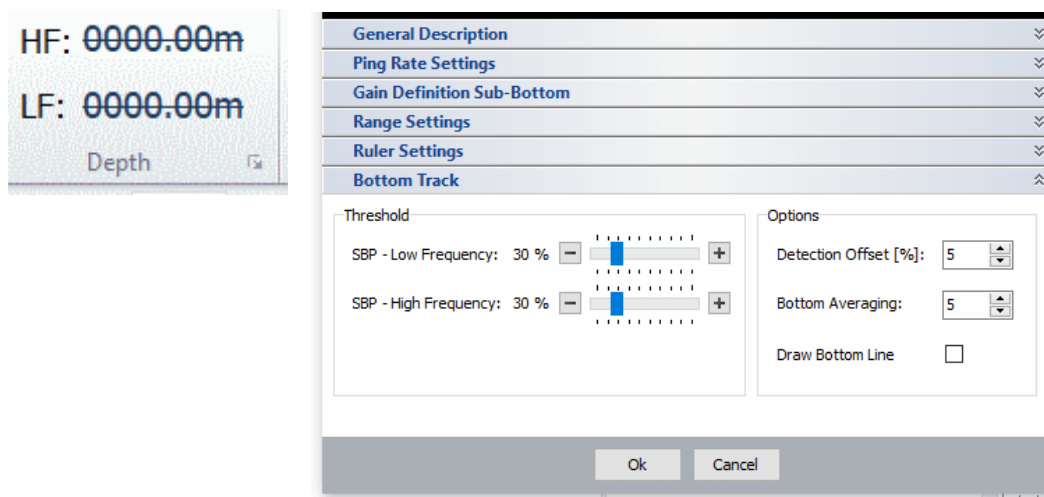 HF: 0000.00m
LF: 0000.00m
Depth
General Description
Ping Rate Settings
Gain Definition Sub-Bottom
Range Settings
Ruler Settings
Bottom Track
Threshold
SBP - Low Frequency: 30 %
SBP - High Frequency: 30 %
Options
Detection Offset [%]: 5
Bottom Averaging: 5
Draw Bottom Line
Ok Cancel